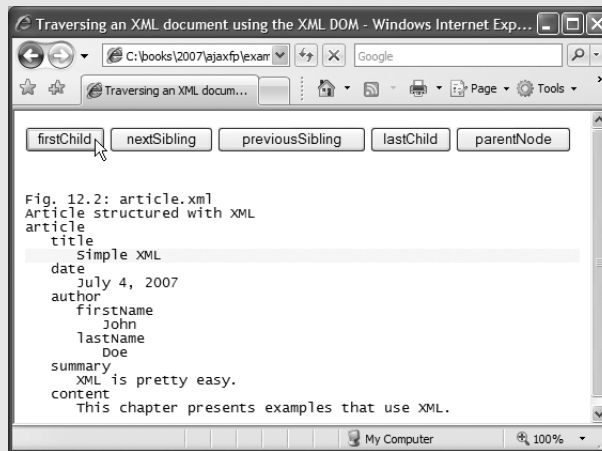 Traversing an XML document using the XML DOM - Windows Internet Exp...
C:\books\2007\ajaxfp\exam
Google
Traversing an XML docum...
Page
Tools
firstChild
nextSibling
previousSibling
lastChild
parentNode
Fig. 12.2: article.xml
Article structured with XML
article
title
Simple XML
date
July 4, 2007
author
firstName
John
lastName
Doe
summary
XML is pretty easy.
content
This chapter presents examples that use XML.
My Computer
100%